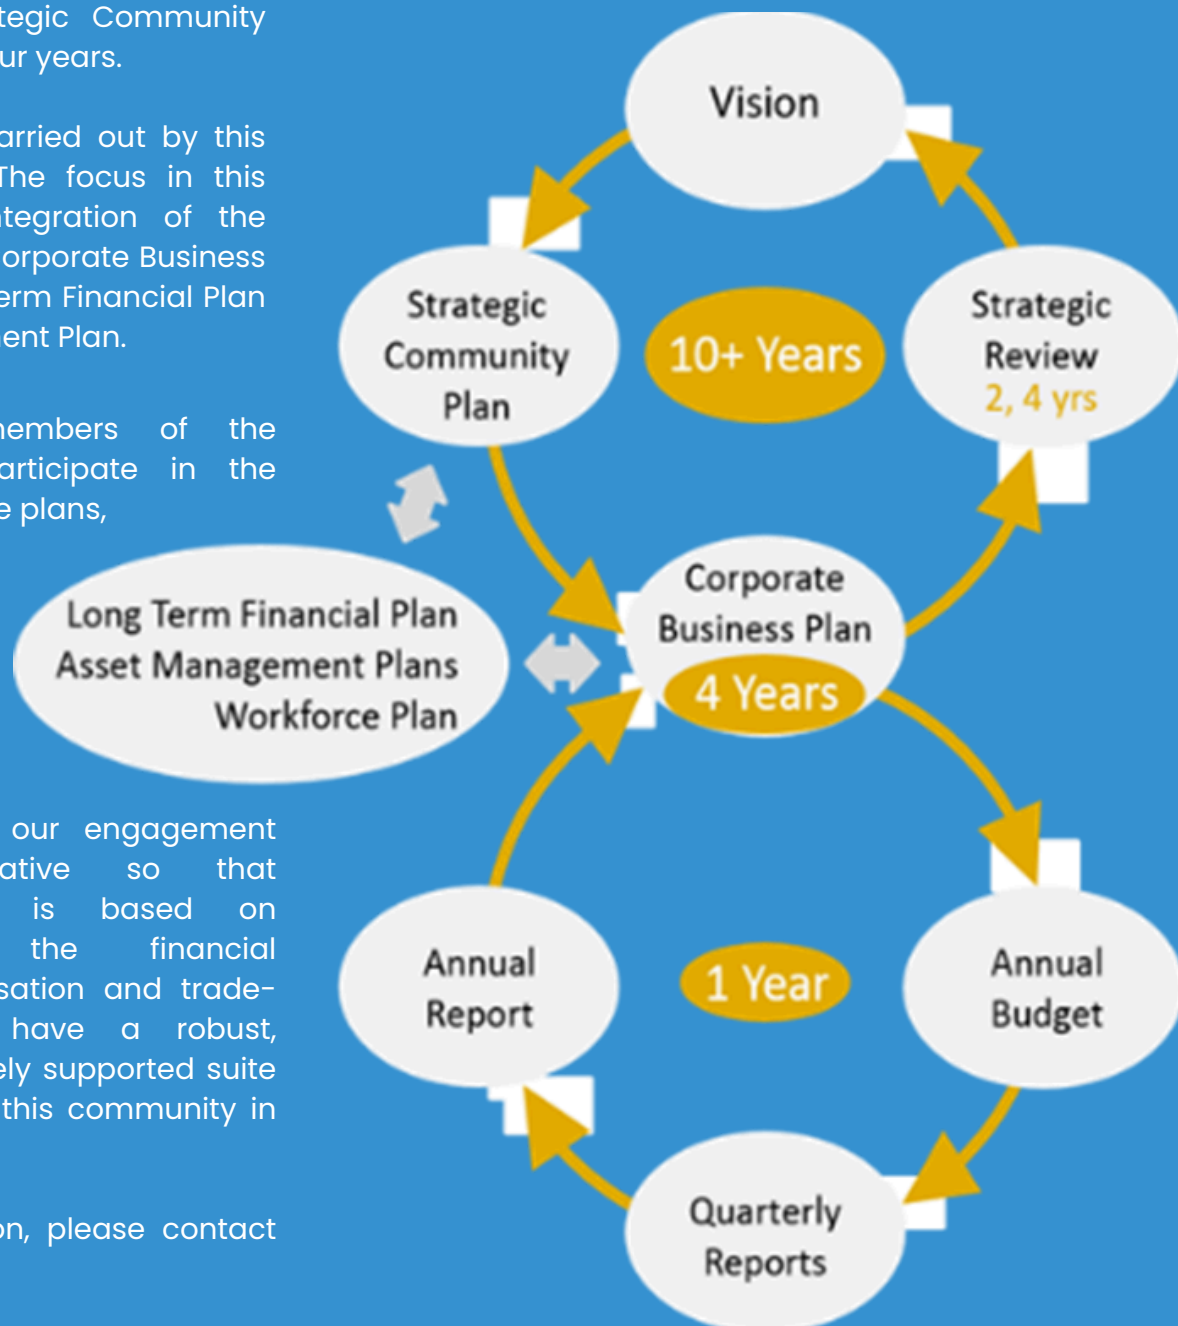 tegic Community
ur years.
arried out by this
The focus in this
ntegration of the
orporate Business
erm Financial Plan
ent Plan.
embers of the
articipate in the
e plans,
our engagement
ative so that
is based on
the financial
sation and trade-
have a robust,
ely supported suite
this community in
on, please contact
Vision
Strategic
Community
Plan
10+ Years
Strategic
Review
2, 4 yrs
Corporate
Business Plan
4 Years
Long Term Financial Plan
Asset Management Plans
Workforce Plan
Annual
Report
1 Year
Annual
Budget
Quarterly
Reports